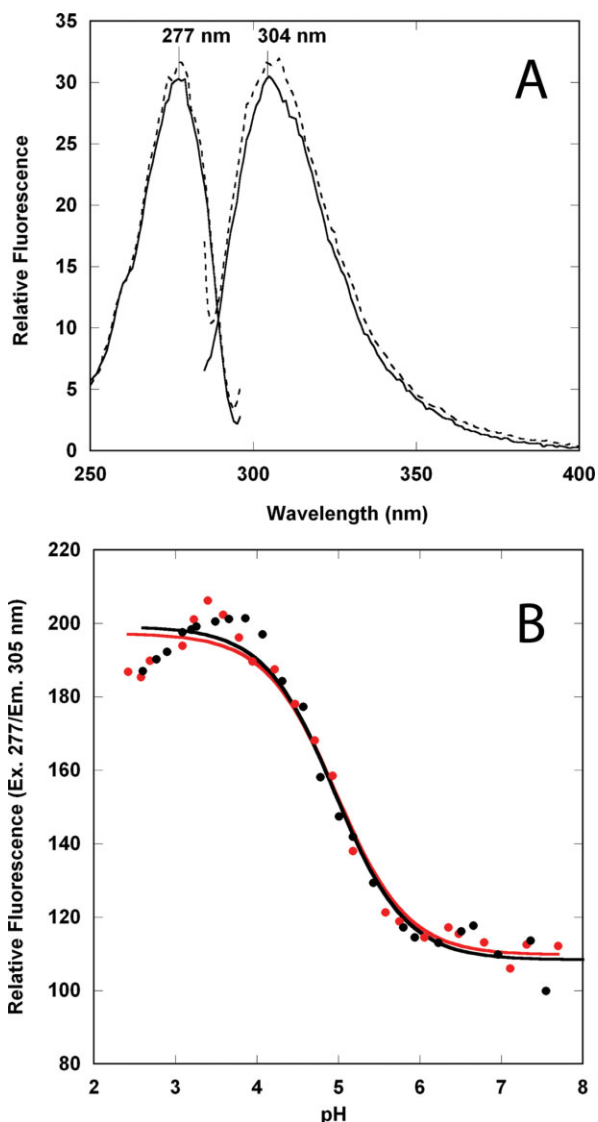 277 nm 304 nm
A
35
30
25
20
15
10
5
0
Relative Fluorescence
250 300 350 400
Wavelength (nm)
B
220
200
180
160
140
120
100
80
Relative Fluorescence (Ex. 277/Em. 305 nm)
2 3 4 5 6 7 8
pH